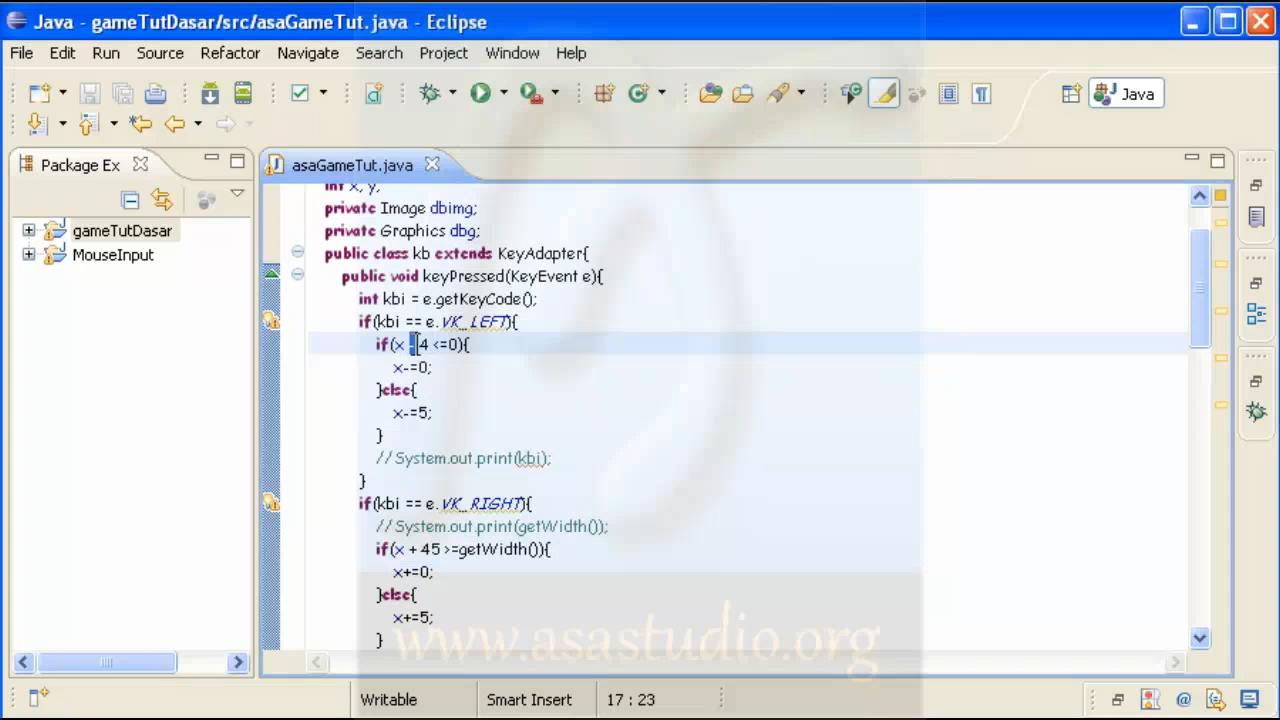 Java - gameTutDasar/src/asaGameTut.java - Eclipse
File Edit Run Source Refactor Navigate Search Project Window Help
Java
Package Ex
asaGameTut.java
gameTutDasar
MouseInput
int x, y;
private Image dbimg;
private Graphics dbg;
public class kb extends KeyAdapter{
public void keyPressed(KeyEvent e){
int kbi = e.getKeyCode();
if(kbi == e.VK_LEFT){
if(x -4 <=0){
x-=0;
}else{
x-=5;
}
//System.out.print(kbi);
}
if(kbi == e.VK_RIGHT){
//System.out.print(getWidth());
if(x + 45 >=getWidth()){
x+=0;
}else{
x+=5;
}
www.asastudio.org
Writable Smart Insert 17 : 23